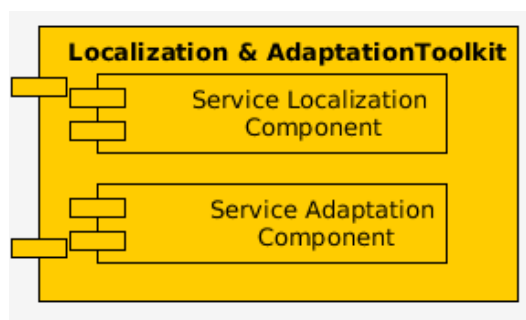 Localization & AdaptationToolkit
Service Localization
Component
Service Adaptation
Component